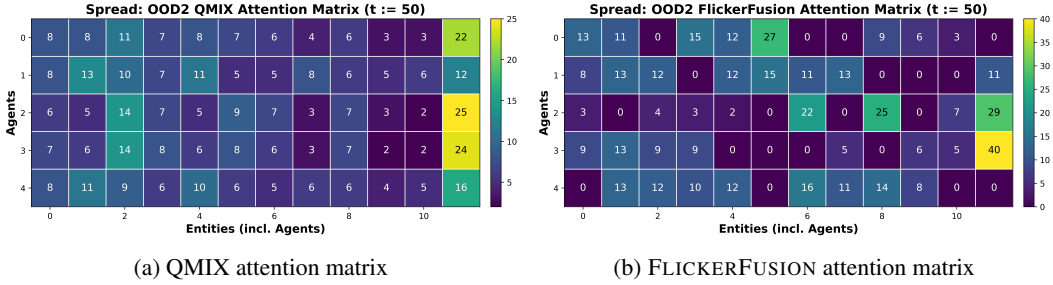 Spread: OOD2 QMIX Attention Matrix (t := 50)
0 8 8 11 7 8 7 6 4 6 3 3 22
1 8 13 10 7 11 5 5 8 6 5 6 12
2 6 5 14 7 5 9 7 3 7 3 2 25
3 7 6 14 8 6 8 6 3 7 2 2 24
4 8 11 9 6 10 6 5 6 6 4 5 16
0 2 4 6 8 10
Agents
Entities (incl. Agents)
25
20
15
10
5
(a) QMIX attention matrix
Spread: OOD2 FlickerFusion Attention Matrix (t := 50)
0 13 11 0 15 12 27 0 0 9 6 3 0
1 8 13 12 0 12 15 11 13 0 0 0 11
2 3 0 4 3 2 0 22 0 25 0 7 29
3 9 13 9 9 0 0 0 5 0 6 5 40
4 0 13 12 10 12 0 16 11 14 8 0 0
0 2 4 6 8 10
Agents
Entities (incl. Agents)
40
35
30
25
20
15
10
5
0
(b) FLICKERFUSION attention matrix